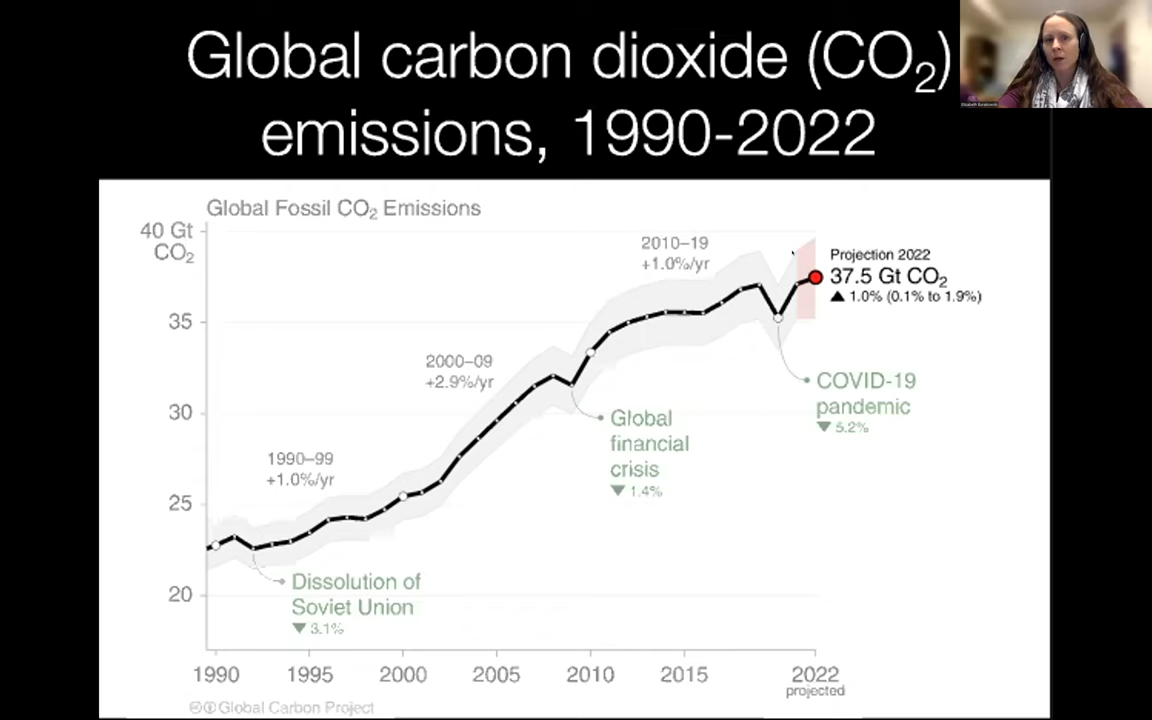 Global carbon dioxide (CO₂)
emissions, 1990-2022
Global Fossil CO₂ Emissions
40 Gt
CO₂
35
30
25
20
1990–99
+1.0%/yr
2000–09
+2.9%/yr
2010–19
+1.0%/yr
Projection 2022
37.5 Gt CO₂
▲ 1.0% (0.1% to 1.9%)
COVID-19
pandemic
▼ 5.2%
Global
financial
crisis
▼ 1.4%
Dissolution of
Soviet Union
▼ 3.1%
1990 1995 2000 2005 2010 2015 2022
projected
Global Carbon Project